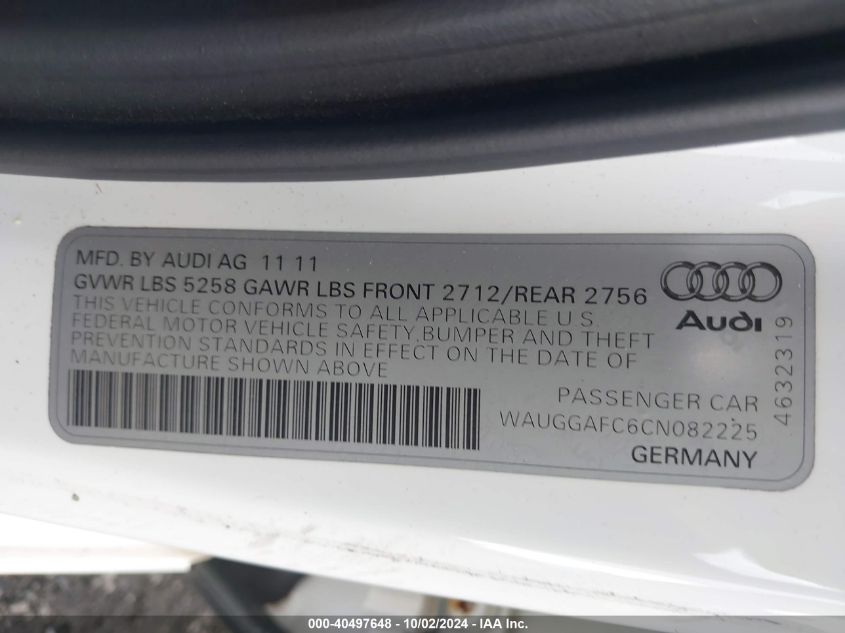 MFD. BY AUDI AG 11 11
GVWR LBS 5258 GAWR LBS FRONT 2712/REAR 2756
THIS VEHICLE CONFORMS TO ALL APPLICABLE U S
FEDERAL MOTOR VEHICLE SAFETY, BUMPER AND THEFT
PREVENTION STANDARDS IN EFFECT ON THE DATE OF
MANUFACTURE SHOWN ABOVE
Audi
4632319
PASSENGER CAR
WAUGGAFC6CN082225
GERMANY
000-40497648 - 10/02/2024 - IAA Inc.